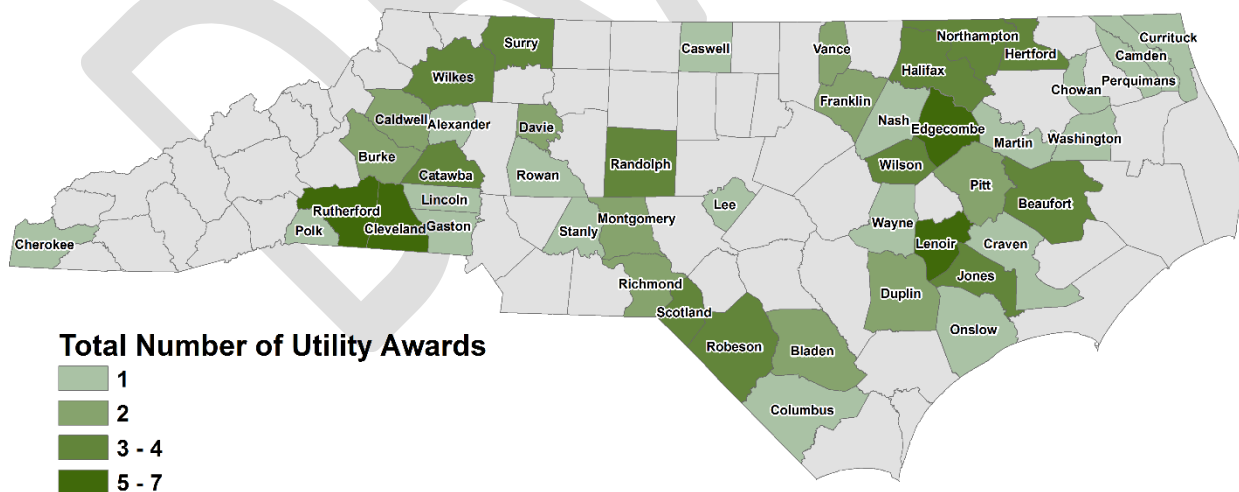 Northampton
Currituck
Surry
Caswell
Vance
Hertford
Camden
Halifax
Wilkes
Perquimans
Chowan
Franklin
Caldwell
Alexander
Davie
Nash
Edgecombe
Washington
Martin
Burke
Randolph
Wilson
Catawba
Rowan
Pitt
Lincoln
Beaufort
Rutherford
Montgomery
Lee
Wayne
Polk
Cleveland
Gaston
Stanly
Cherokee
Lenoir
Craven
Jones
Richmond
Duplin
Scotland
Onslow
Robeson
Bladen
Columbus
Total Number of Utility Awards
1
2
3 - 4
5 - 7